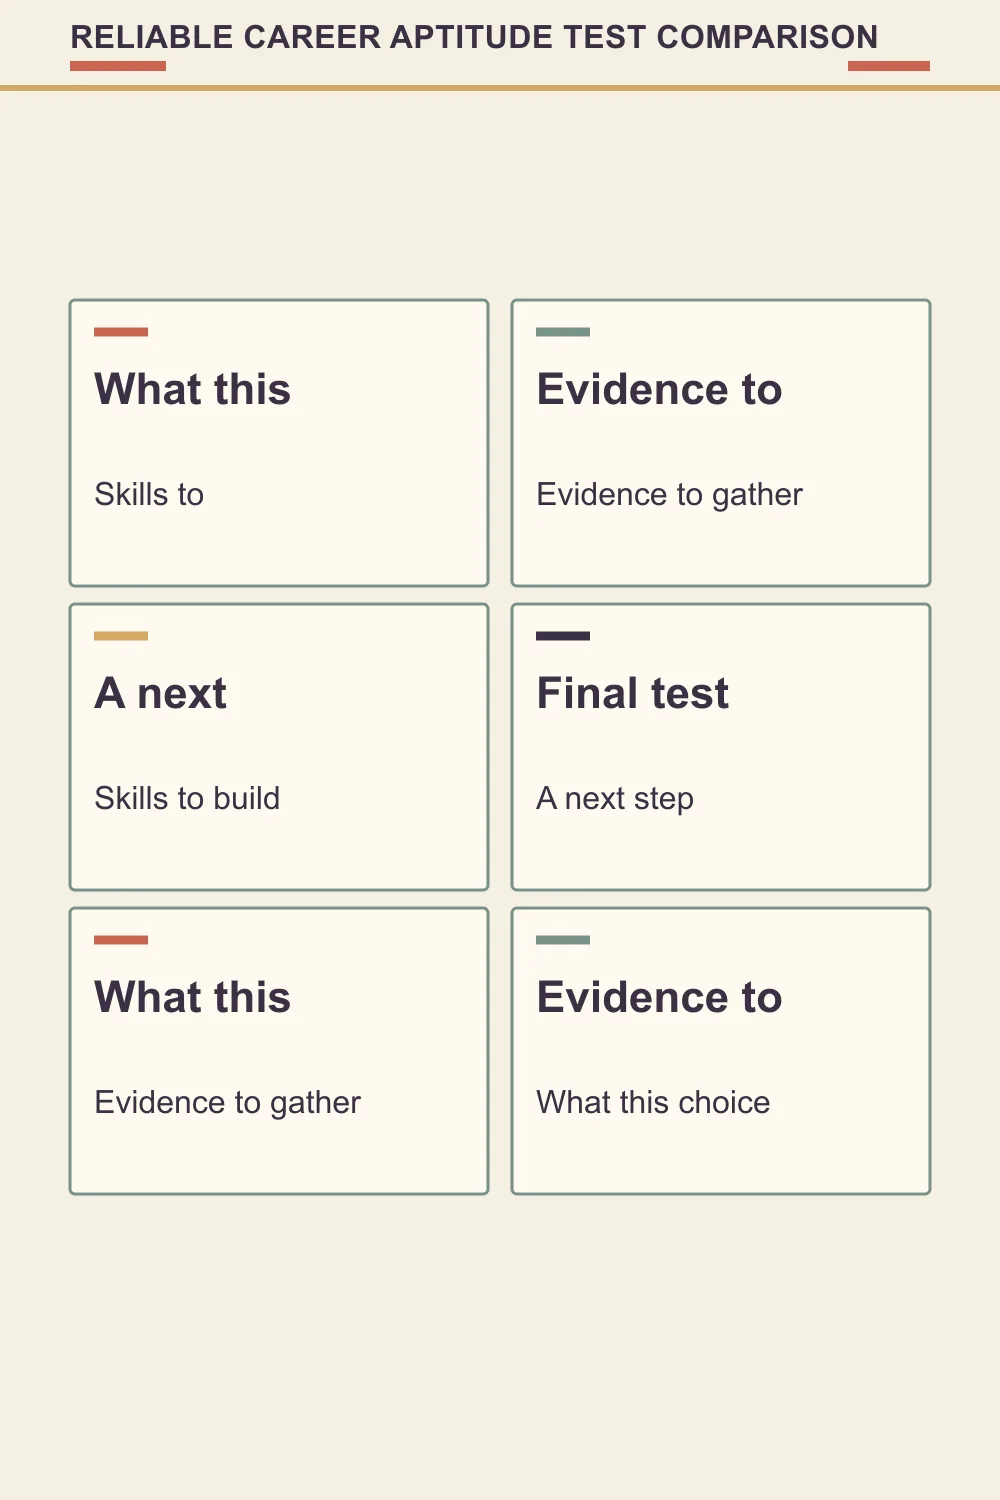 RELIABLE CAREER APTITUDE TEST COMPARISON
What this
Skills to
Evidence to
Evidence to gather
A next
Skills to build
Final test
A next step
What this
Evidence to gather
Evidence to
What this choice